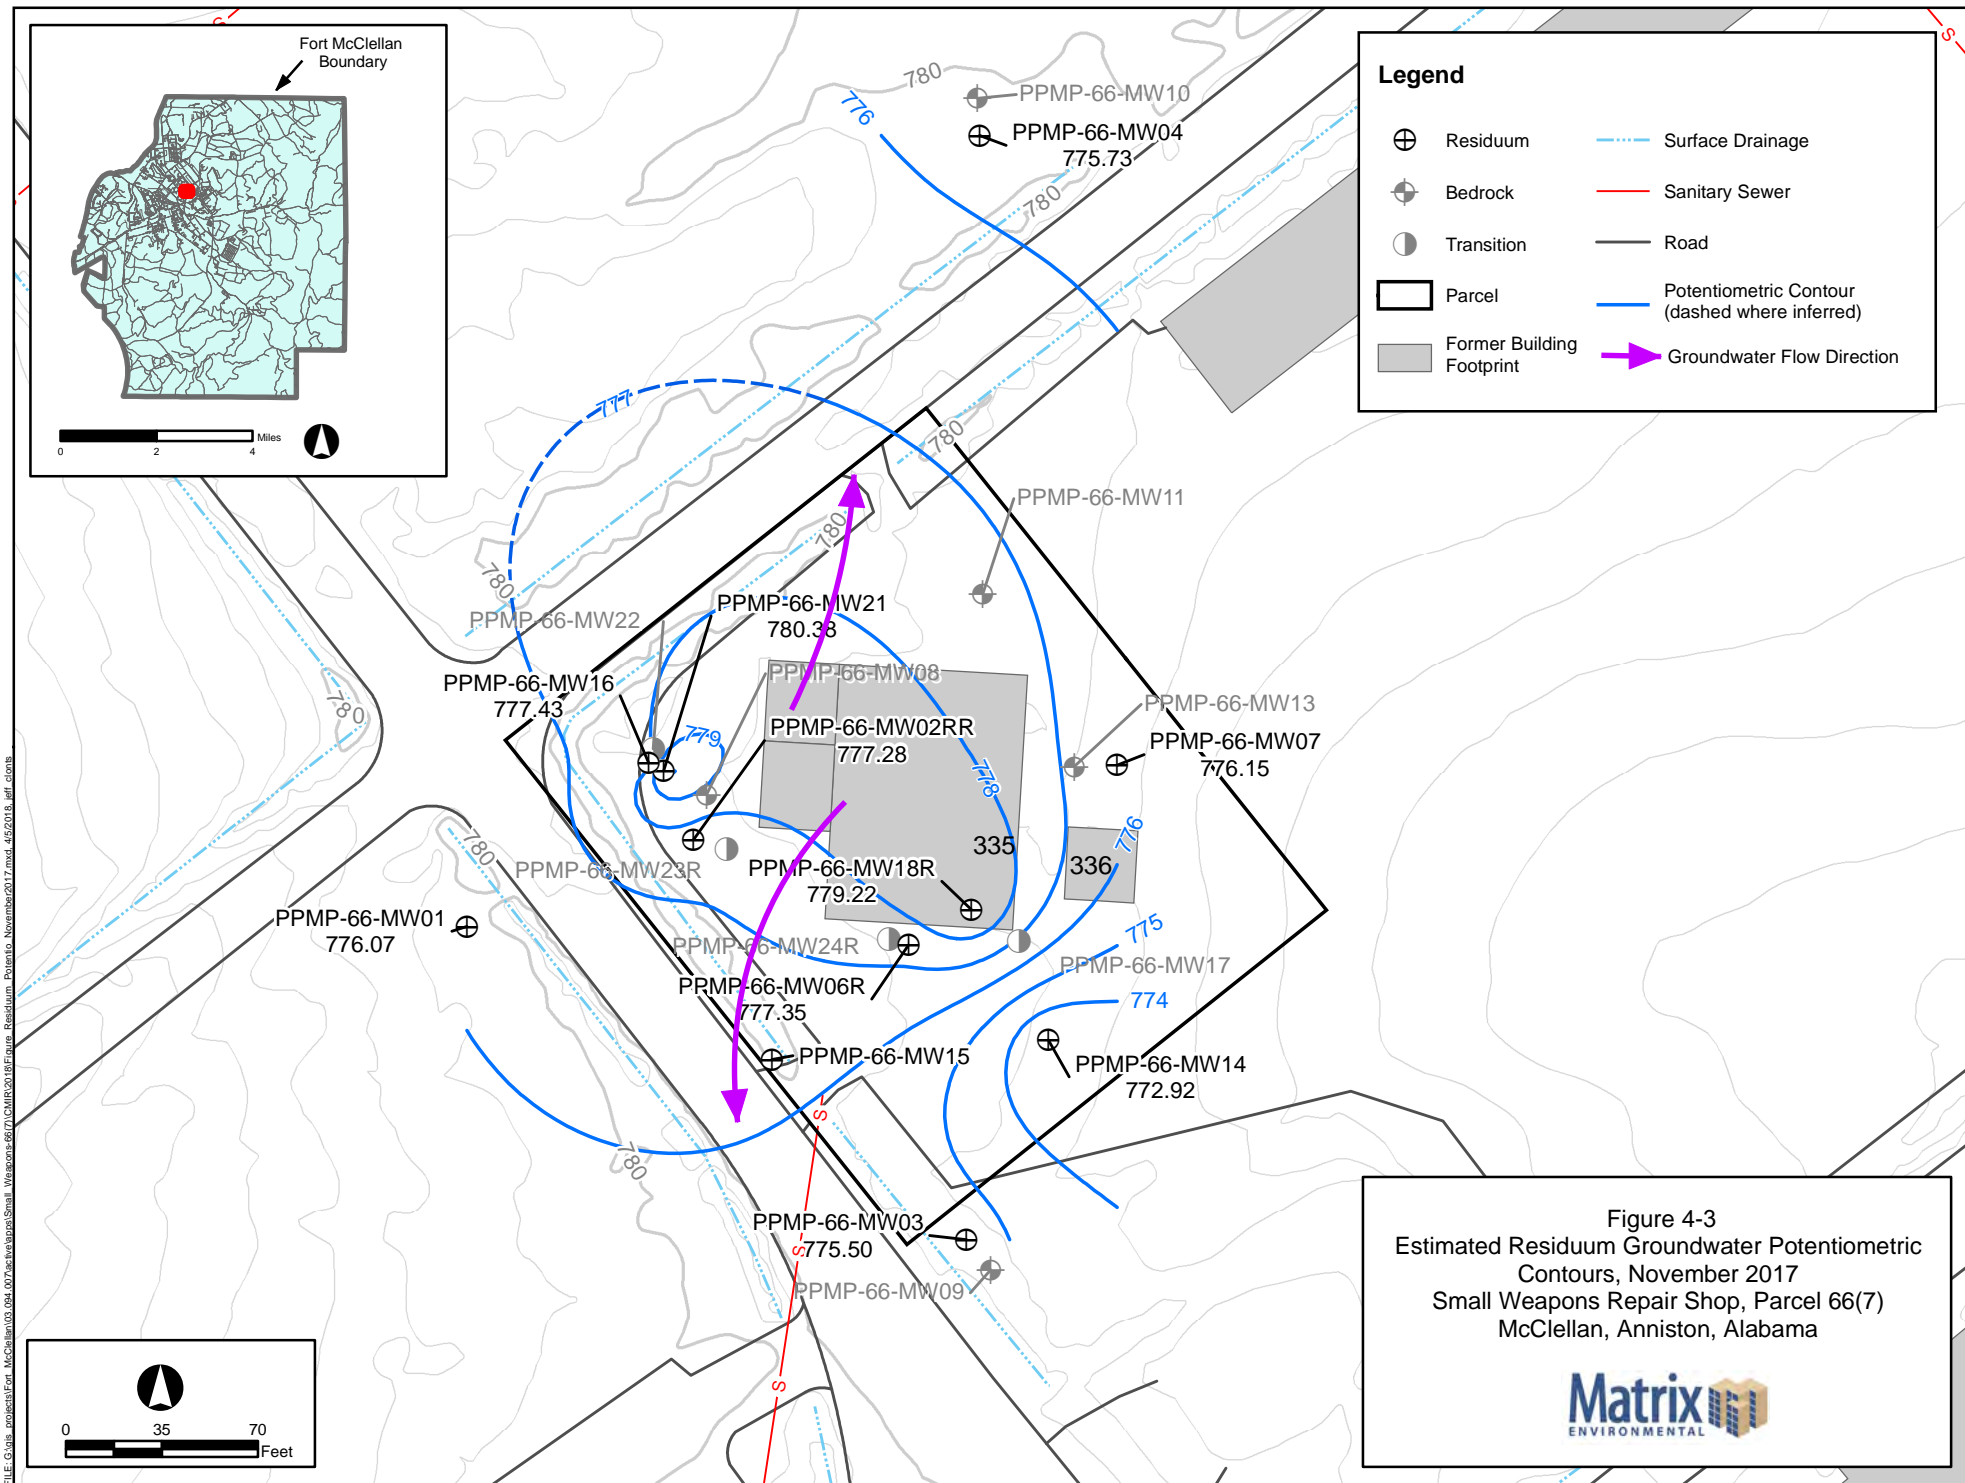 Fort McClellan
Boundary
Miles
0
2
4
Legend
Residuum
Bedrock
Transition
Parcel
Former Building
Footprint
Surface Drainage
Sanitary Sewer
Road
Potentiometric Contour
(dashed where inferred)
Groundwater Flow Direction
S
S
780
776
PPMP-66-MW10
PPMP-66-MW04
775.73
780
777
780
PPMP-66-MW11
780
780
PPMP-66-MW22
PPMP-66-MW21
780.38
PPMP-66-MW08
PPMP-66-MW16
777.43
780
779
PPMP-66-MW02RR
777.28
778
PPMP-66-MW13
PPMP-66-MW07
776.15
776
780
335
336
PPMP-66-MW23R
PPMP-66-MW18R
779.22
PPMP-66-MW01
776.07
PPMP-66-MW24R
775
PPMP-66-MW17
PPMP-66-MW06R
777.35
774
PPMP-66-MW15
PPMP-66-MW14
772.92
S
780
PPMP-66-MW03
775.50
S
PPMP-66-MW09
S
0
35
70
Feet
Figure 4-3
Estimated Residuum Groundwater Potentiometric
Contours, November 2017
Small Weapons Repair Shop, Parcel 66(7)
McClellan, Anniston, Alabama
Matrix
ENVIRONMENTAL